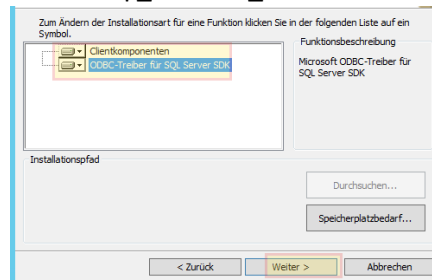 Zum Ändern der Installationsart für eine Funktion klicken Sie in der folgenden Liste auf ein
Symbol.
Clientkomponenten
ODBC-Treiber für SQL Server SDK
Funktionsbeschreibung
Microsoft ODBC-Treiber für
SQL Server SDK
Installationspfad
Durchsuchen...
Speicherplatzbedarf...
< Zurück
Weiter >
Abbrechen